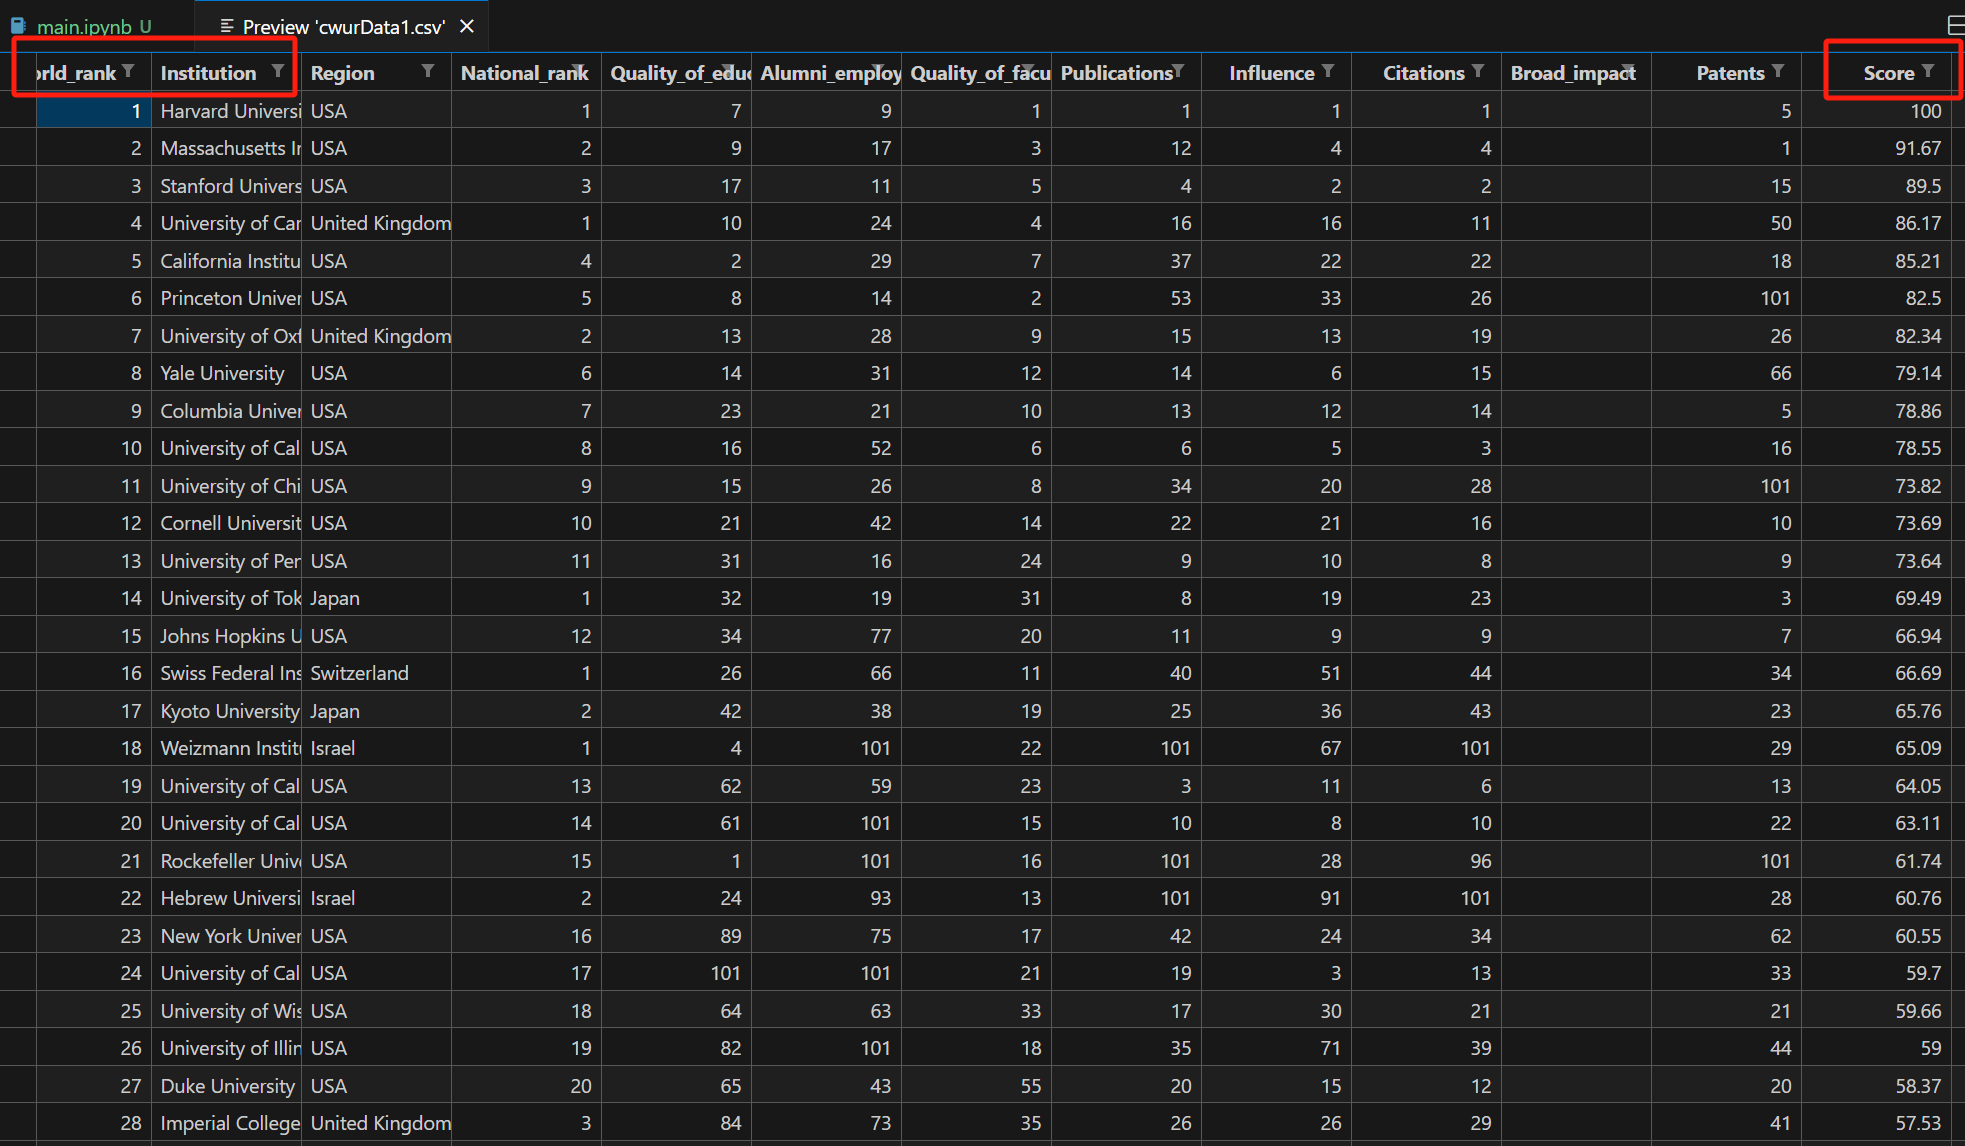 main.ipynb U Preview 'cwurData1.csv'
orld_rank Institution Region National_rank Quality_of_educ Alumni_employ Quality_of_facu Publications Influence Citations Broad_impact Patents Score
1 Harvard Universi USA 1 7 9 1 1 1 1 5 100
2 Massachusetts In USA 2 9 17 3 12 4 4 1 91.67
3 Stanford Univers USA 3 17 11 5 4 2 2 15 89.5
4 University of Car United Kingdom 1 10 24 4 16 16 11 50 86.17
5 California Institu USA 4 2 29 7 37 22 22 18 85.21
6 Princeton Univer USA 5 8 14 2 53 33 26 101 82.5
7 University of Oxf United Kingdom 2 13 28 9 15 13 19 26 82.34
8 Yale University USA 6 14 31 12 14 6 15 66 79.14
9 Columbia Univer USA 7 23 21 10 13 12 14 5 78.86
10 University of Cal USA 8 16 52 6 6 5 3 16 78.55
11 University of Chi USA 9 15 26 8 34 20 28 101 73.82
12 Cornell Universit USA 10 21 42 14 22 21 16 10 73.69
13 University of Per USA 11 31 16 24 9 10 8 9 73.64
14 University of Tok Japan 1 32 19 31 8 19 23 3 69.49
15 Johns Hopkins U USA 12 34 77 20 11 9 9 7 66.94
16 Swiss Federal Ins Switzerland 1 26 66 11 40 51 44 34 66.69
17 Kyoto University Japan 2 42 38 19 25 36 43 23 65.76
18 Weizmann Institu Israel 1 4 101 22 101 67 101 29 65.09
19 University of Cal USA 13 62 59 23 3 11 6 13 64.05
20 University of Cal USA 14 61 101 15 10 8 10 22 63.11
21 Rockefeller Unive USA 15 1 101 16 101 28 96 101 61.74
22 Hebrew Universi Israel 2 24 93 13 101 91 101 28 60.76
23 New York Univer USA 16 89 75 17 42 24 34 62 60.55
24 University of Cal USA 17 101 101 21 19 3 13 33 59.7
25 University of Wis USA 18 64 63 33 17 30 21 21 59.66
26 University of Illin USA 19 82 101 18 35 71 39 44 59
27 Duke University USA 20 65 43 55 20 15 12 20 58.37
28 Imperial College United Kingdom 3 84 73 35 26 26 29 41 57.53